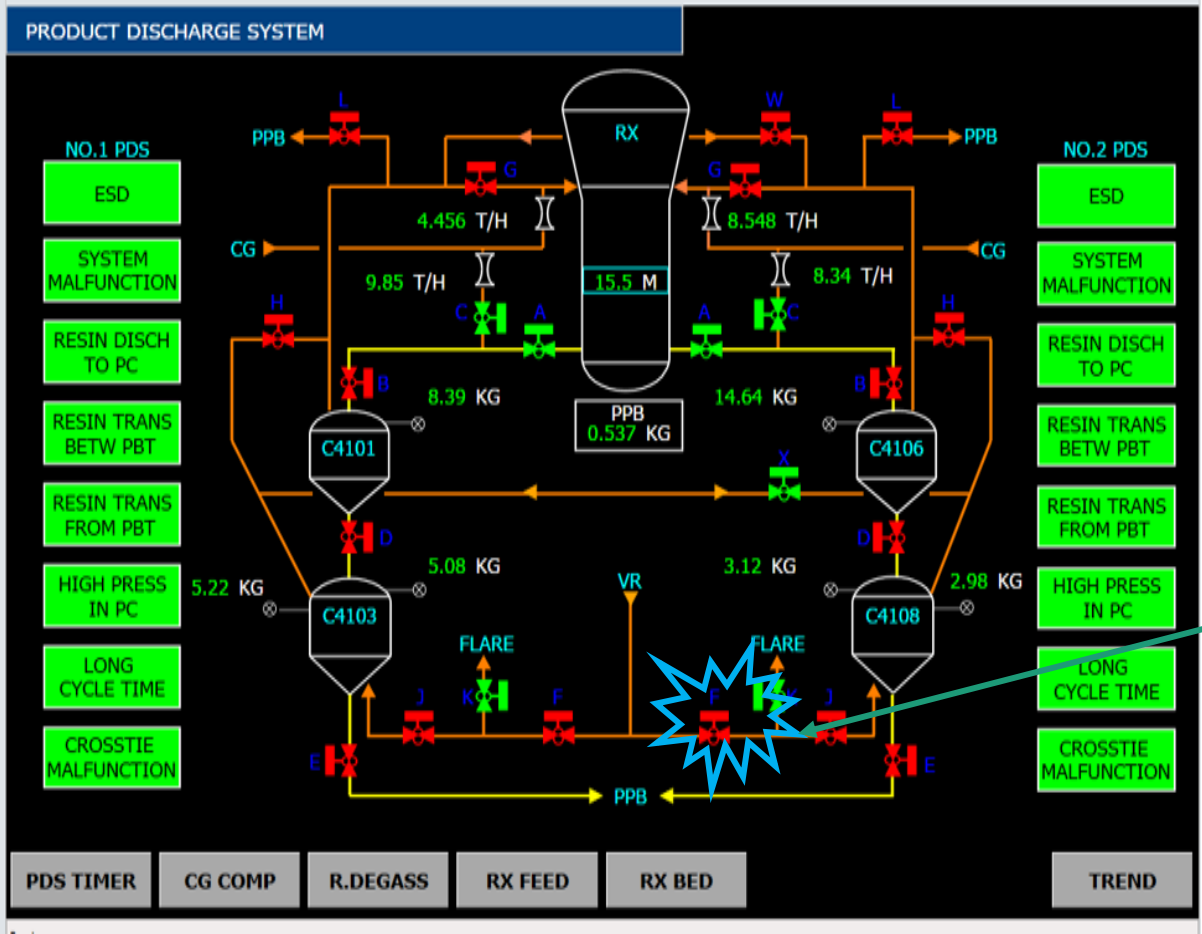 PRODUCT DISCHARGE SYSTEM
L
W
L
PPB
RX
PPB
NO.1 PDS
NO.2 PDS
ESD
G
G
ESD
4.456 T/H
8.548 T/H
CG
CG
SYSTEM
MALFUNCTION
SYSTEM
MALFUNCTION
9.85 T/H
15.5 M
8.34 T/H
H
C
A
A
C
H
RESIN DISCH
TO PC
RESIN DISCH
TO PC
B
8.39 KG
14.64 KG
B
PPB
0.537 KG
RESIN TRANS
BETW PBT
RESIN TRANS
BETW PBT
C4101
C4106
X
RESIN TRANS
FROM PBT
RESIN TRANS
FROM PBT
D
D
5.08 KG
3.12 KG
HIGH PRESS
IN PC
5.22 KG
VR
2.98 KG
HIGH PRESS
IN PC
C4103
C4108
FLARE
FLARE
LONG
CYCLE TIME
LONG
CYCLE TIME
J
K
F
F
K
J
CROSSTIE
MALFUNCTION
CROSSTIE
MALFUNCTION
E
E
PPB
PDS TIMER
CG COMP
R.DEGASS
RX FEED
RX BED
TREND